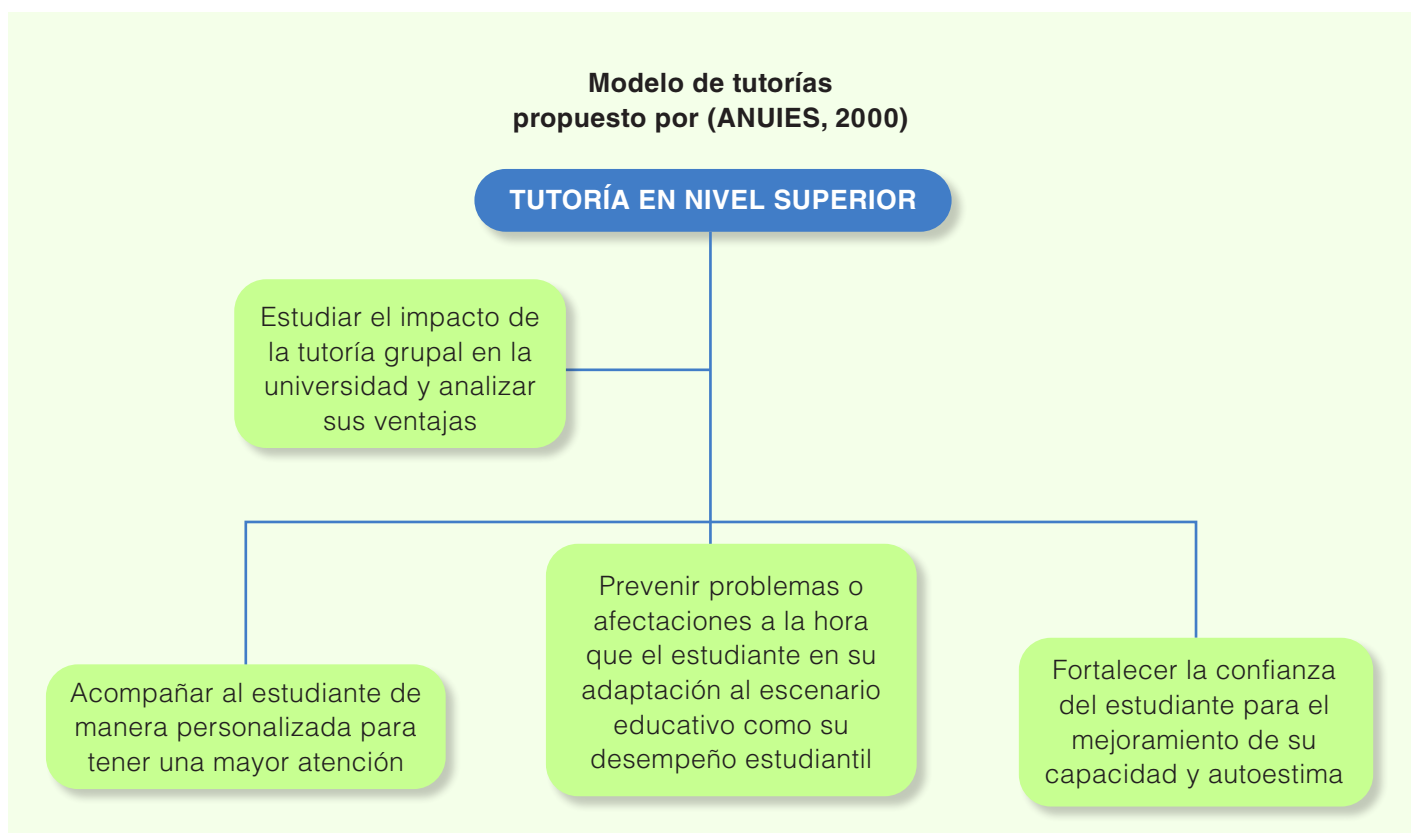 Modelo de tutorías
propuesto por (ANUIES, 2000)
TUTORÍA EN NIVEL SUPERIOR
Estudiar el impacto de
la tutoría grupal en la
universidad y analizar
sus ventajas
Acompañar al estudiante de
manera personalizada para
tener una mayor atención
Prevenir problemas o
afectaciones a la hora
que el estudiante en su
adaptación al escenario
educativo como su
desempeño estudiantil
Fortalecer la confianza
del estudiante para el
mejoramiento de su
capacidad y autoestima